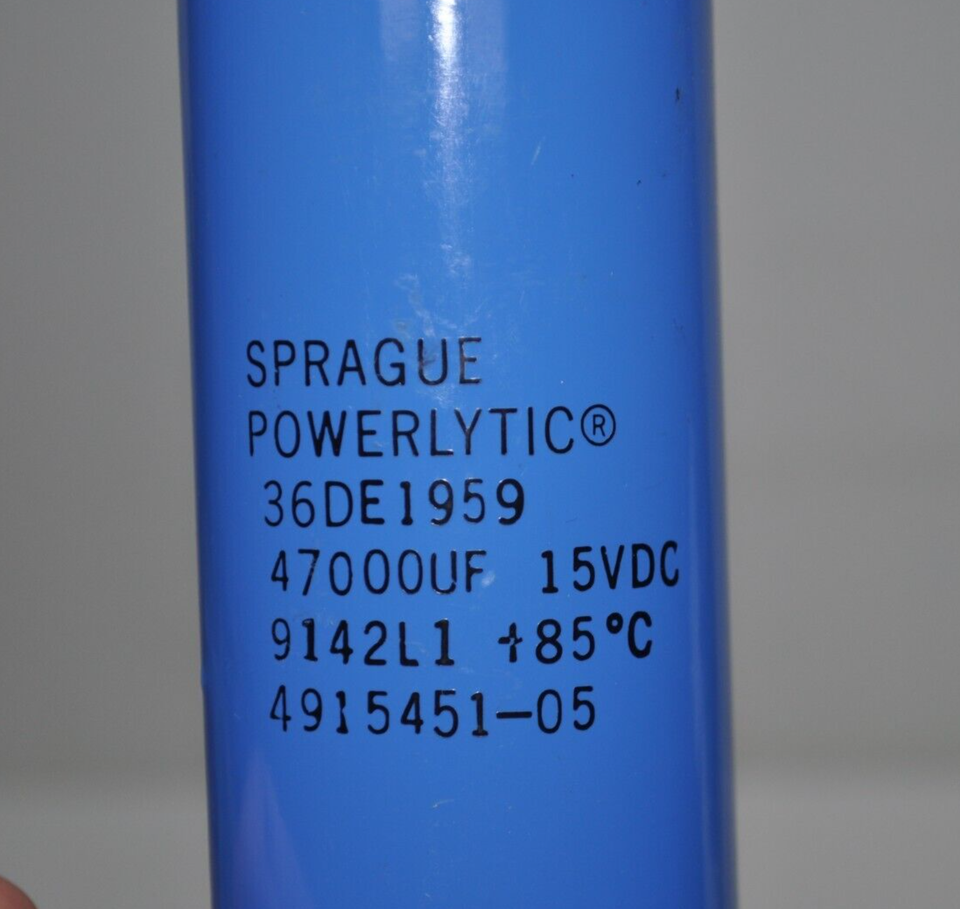 SPRAGUE
POWERLYTIC®
36DE1959
47000UF 15VDC
9142L1 +85°C
4915451-05